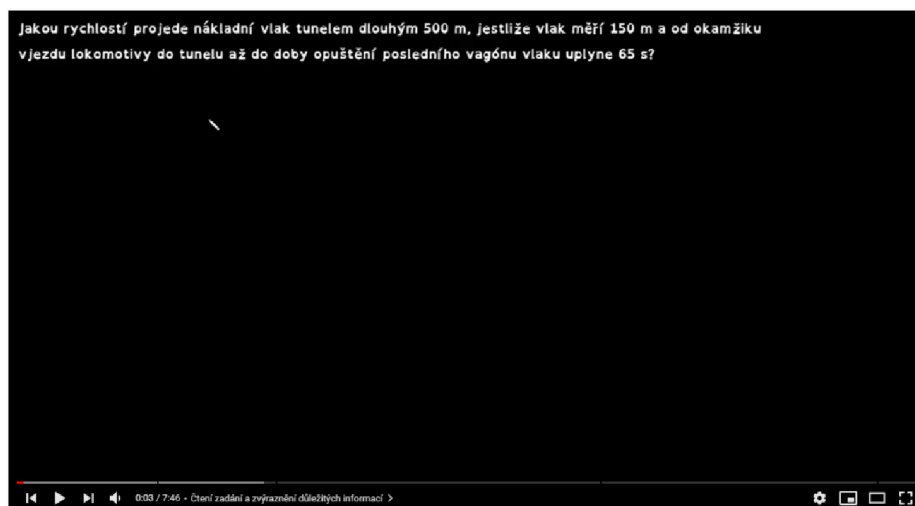 Jakou rychlostí projede nákladní vlak tunelem dlouhým 500 m, jestliže vlak měří 150 m a od okamžiku
vjezdu lokomotivy do tunelu až do doby opuštění posledního vagónu vlaku uplyne 65 s?
0:03 / 7:46 • Čtení zadání a zvýraznění důležitých informací >